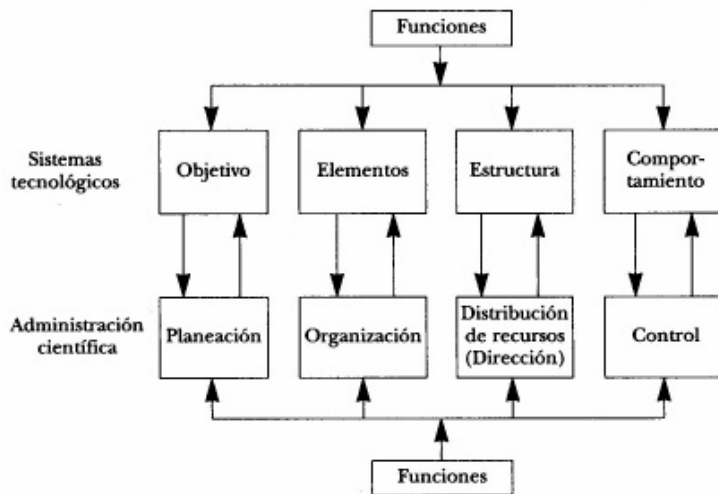 Funciones
Sistemas
tecnológicos
Objetivo
Elementos
Estructura
Compor-
tamiento
Administración
científica
Planeación
Organización
Distribución
de recursos
(Dirección)
Control
Funciones